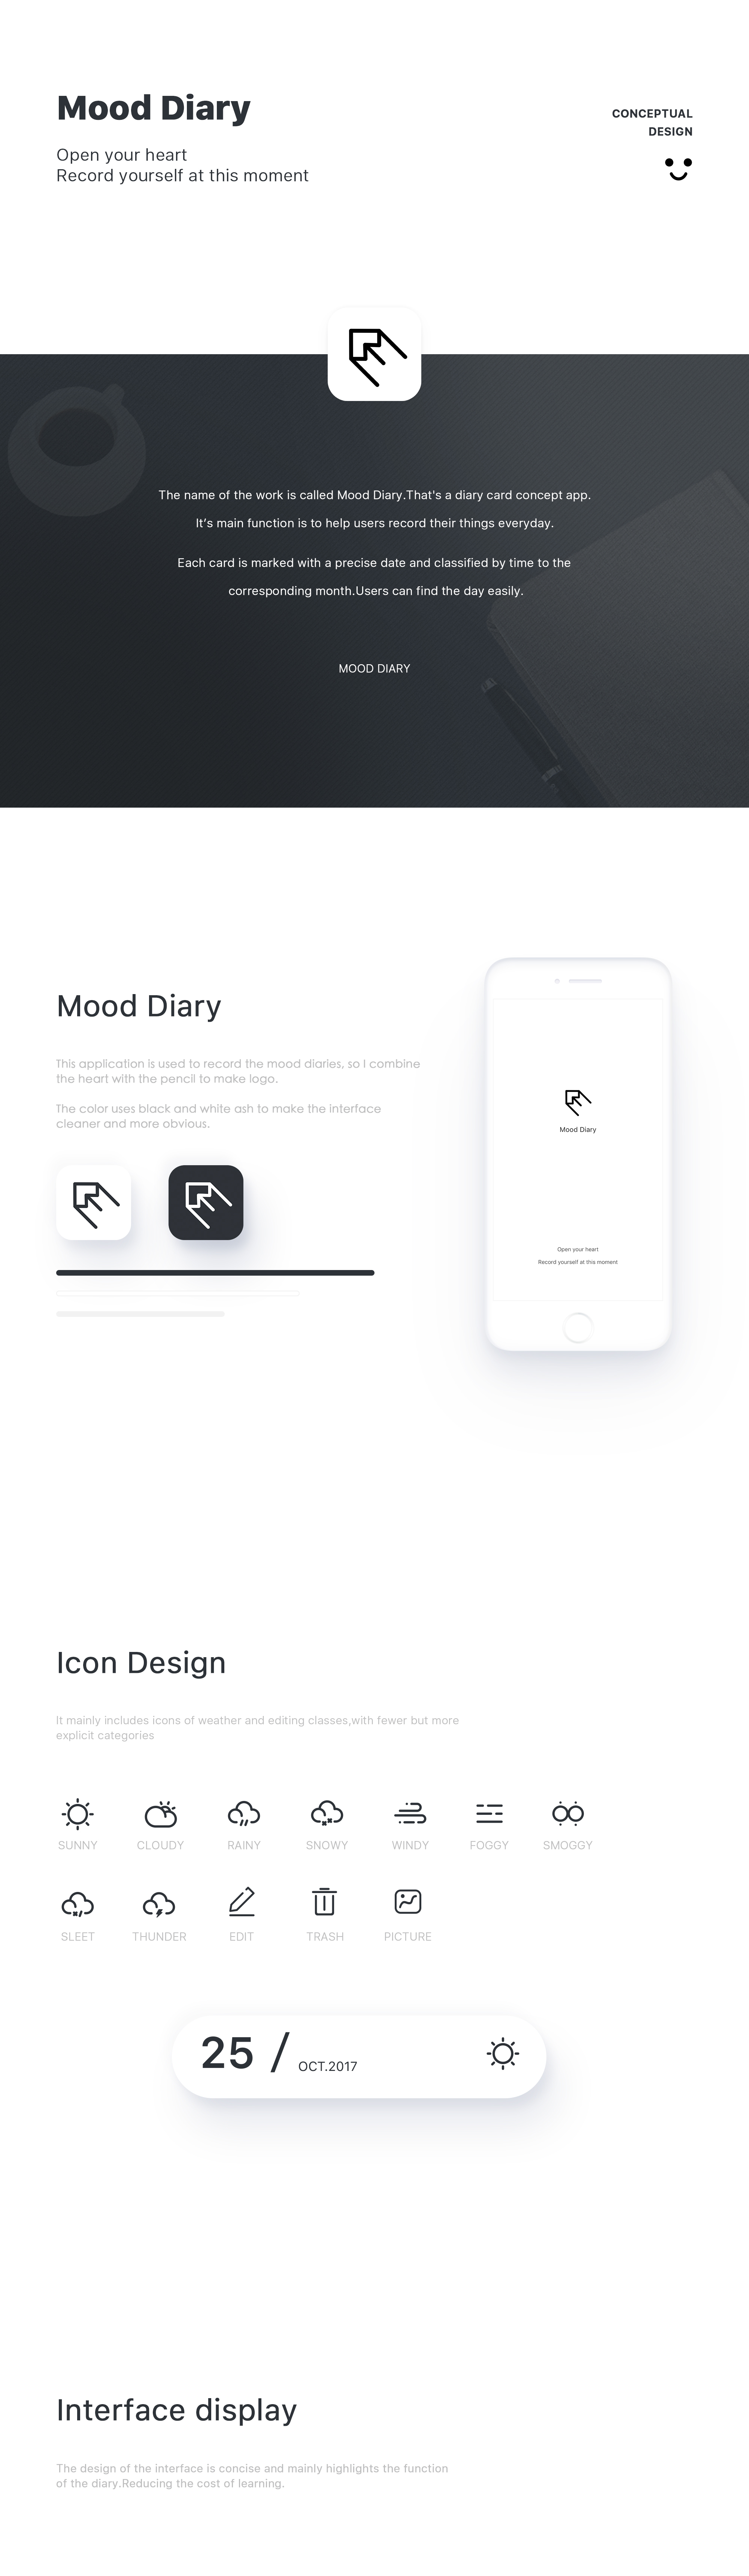 Mood Diary
Open your heart
Record yourself at this moment
CONCEPTUAL
DESIGN
The name of the work is called Mood Diary.That's a diary card concept app.
It's main function is to help users record their things everyday.
Each card is marked with a precise date and classified by time to the
corresponding month.Users can find the day easily.
MOOD DIARY
Mood Diary
This application is used to record the mood diaries, so I combine
the heart with the pencil to make logo.
The color uses black and white ash to make the interface
cleaner and more obvious.
Mood Diary
Open your heart
Record yourself at this moment
Icon Design
It mainly includes icons of weather and editing classes,with fewer but more
explicit categories
SUNNY CLOUDY RAINY SNOWY WINDY FOGGY SMOGGY
SLEET THUNDER EDIT TRASH PICTURE
25 / OCT.2017
Interface display
The design of the interface is concise and mainly highlights the function
of the diary.Reducing the cost of learning.